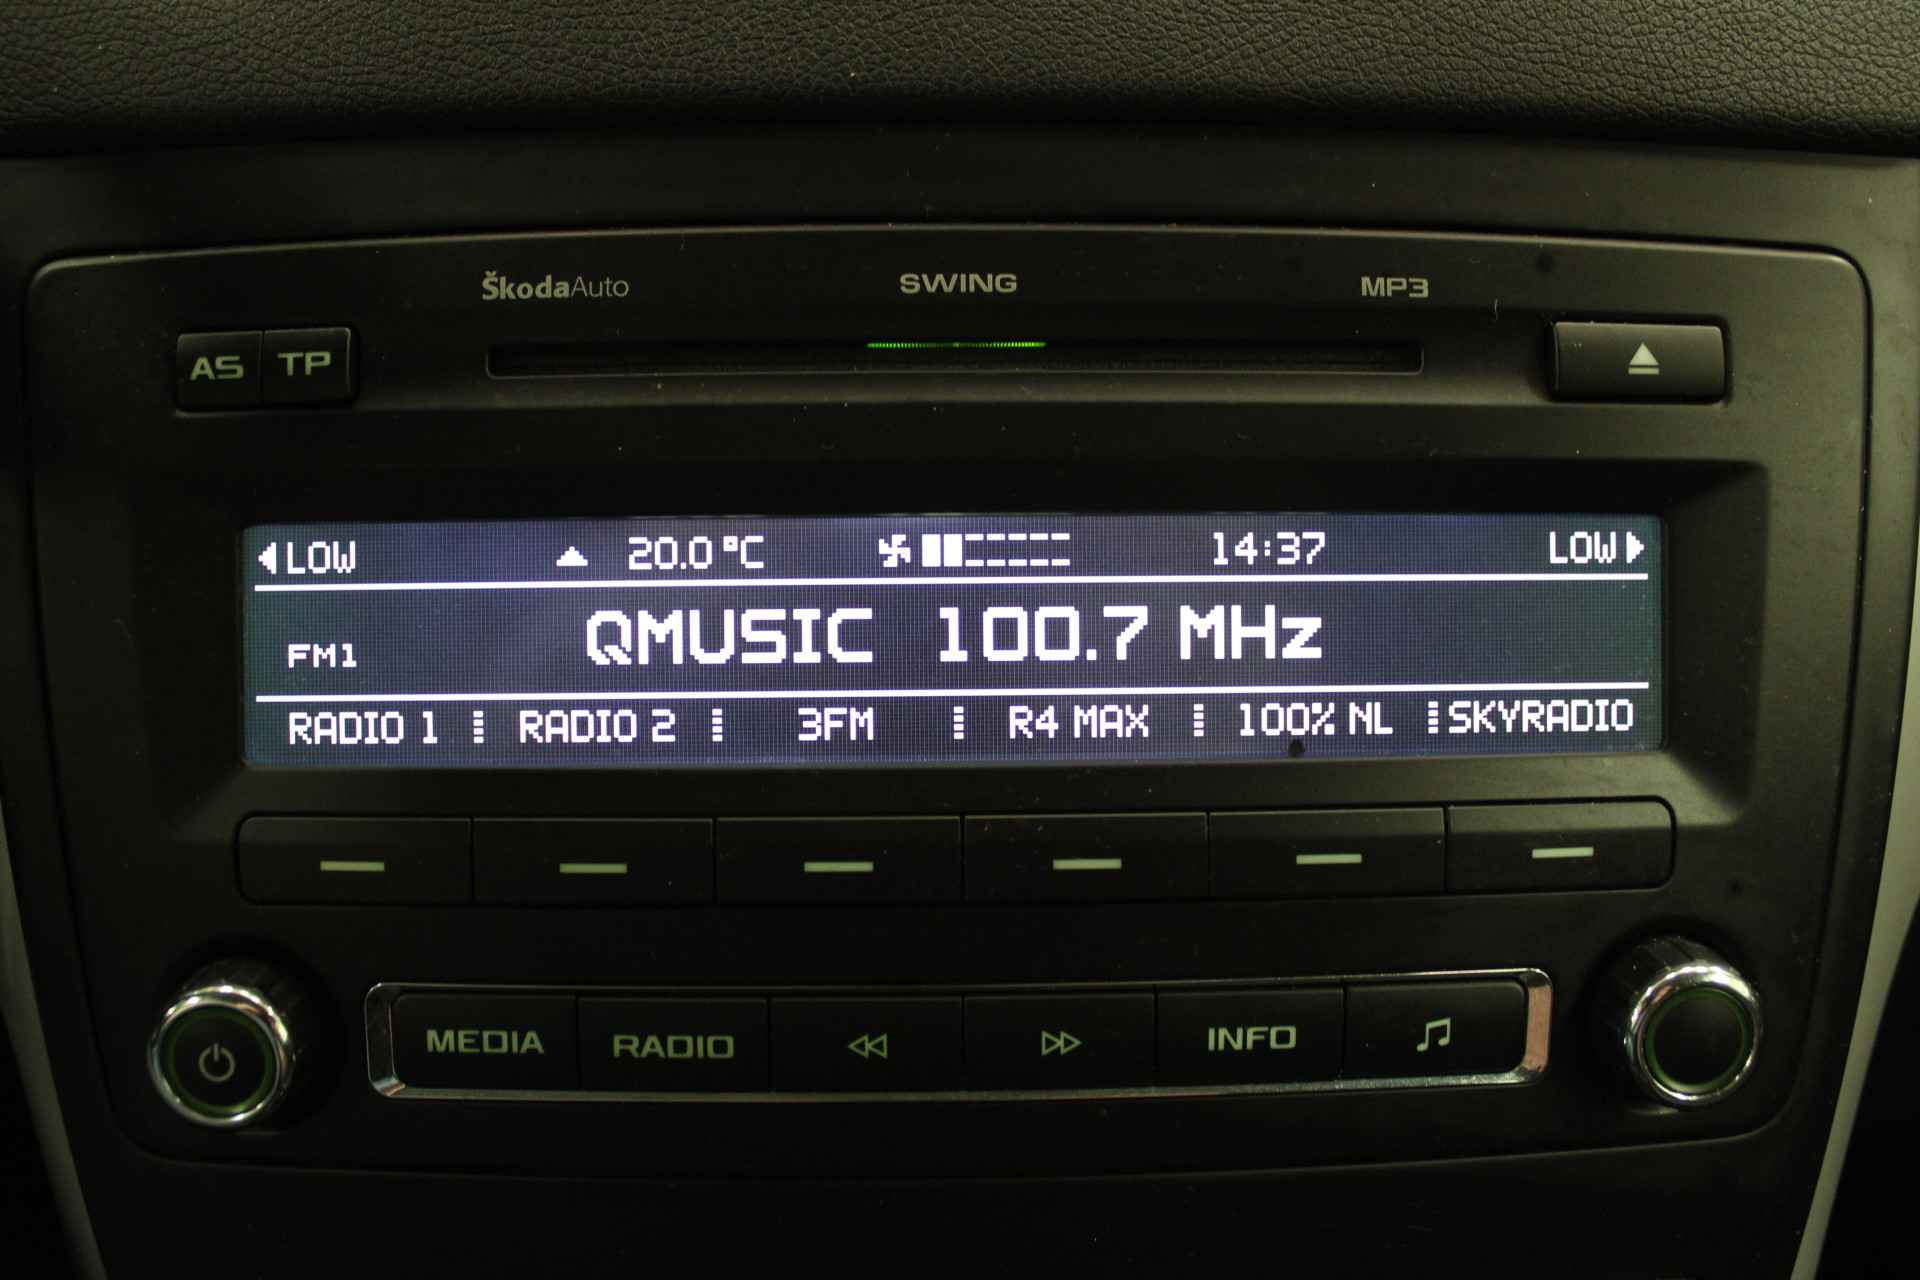 ŠkodaAuto SWING MP3
AS TP
LOW 20.0°C 14:37 LOW
FM1 QMUSIC 100.7 MHz
RADIO 1 RADIO 2 3FM R4 MAX 100% NL SKYRADIO
MEDIA RADIO INFO